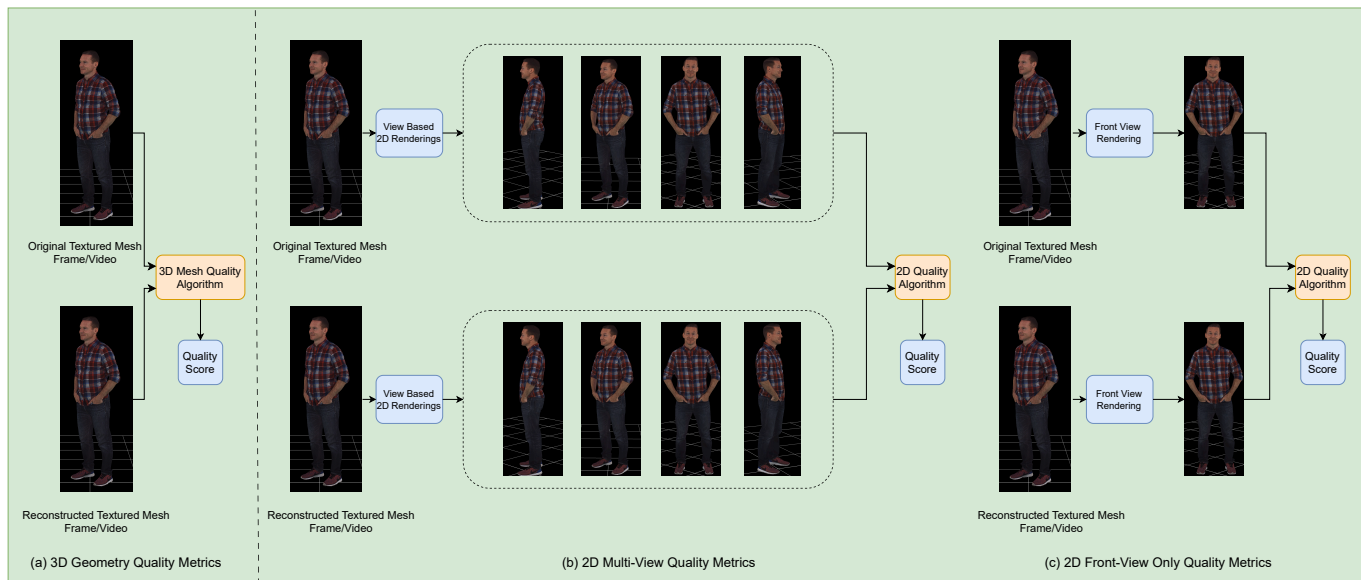 Original Textured Mesh
Frame/Video
3D Mesh Quality
Algorithm
Quality
Score
Reconstructed Textured Mesh
Frame/Video
(a) 3D Geometry Quality Metrics
View Based
2D Renderings
Original Textured Mesh
Frame/Video
2D Quality
Algorithm
Quality
Score
View Based
2D Renderings
Reconstructed Textured Mesh
Frame/Video
(b) 2D Multi-View Quality Metrics
Front View
Rendering
Original Textured Mesh
Frame/Video
2D Quality
Algorithm
Quality
Score
Front View
Rendering
Reconstructed Textured Mesh
Frame/Video
(c) 2D Front-View Only Quality Metrics